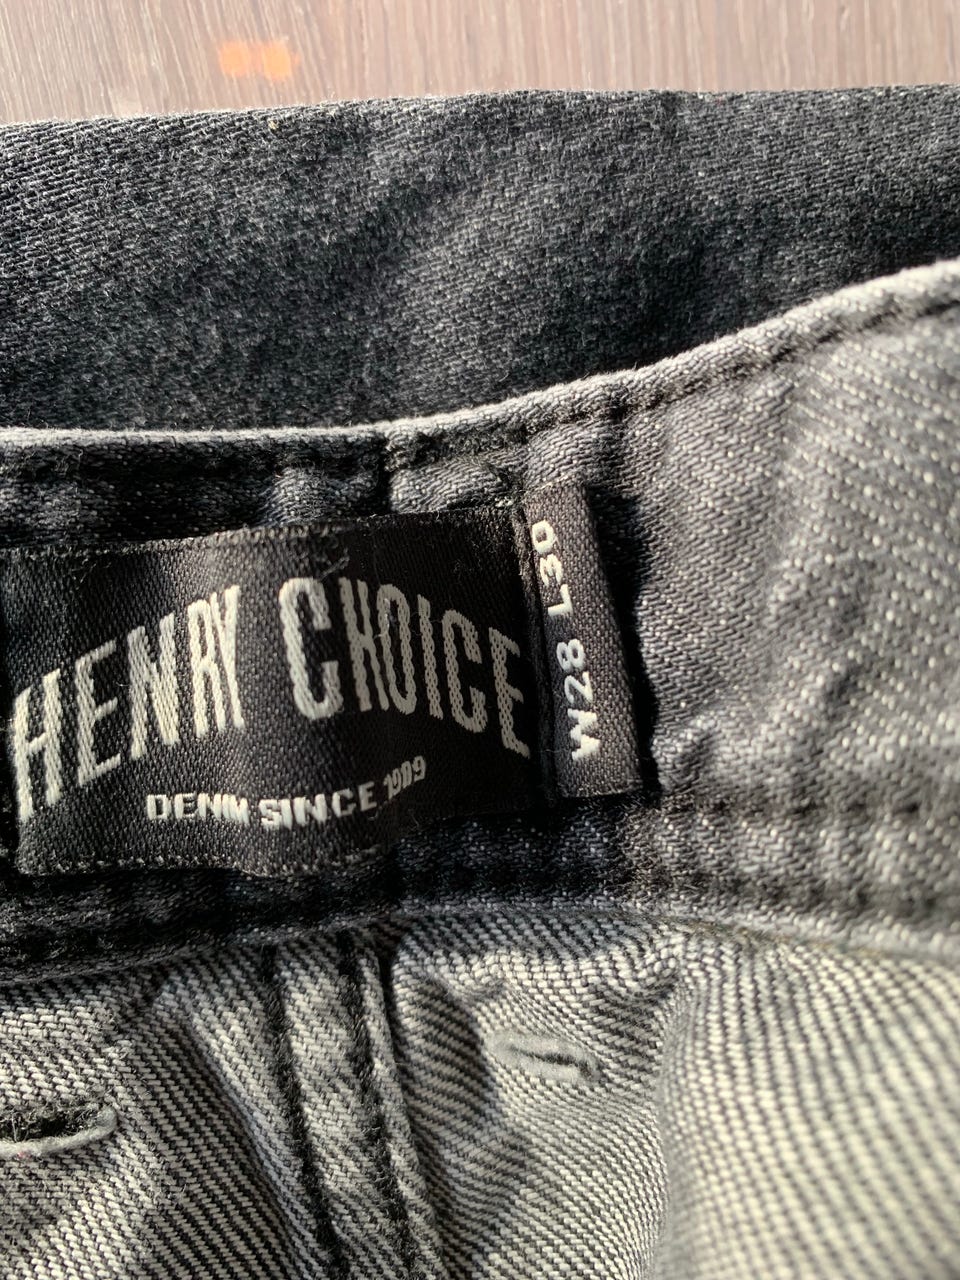 HENRY CHOICE
DENIM SINCE 1909
W28 L30